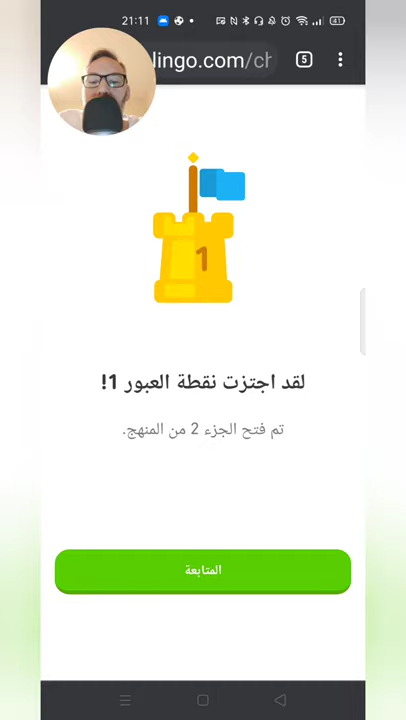 21:11
41
lingo.com/ch
5
1
لقد اجتزت نقطة العبور 1!
تم فتح الجزء 2 من المنهج.
المتابعة